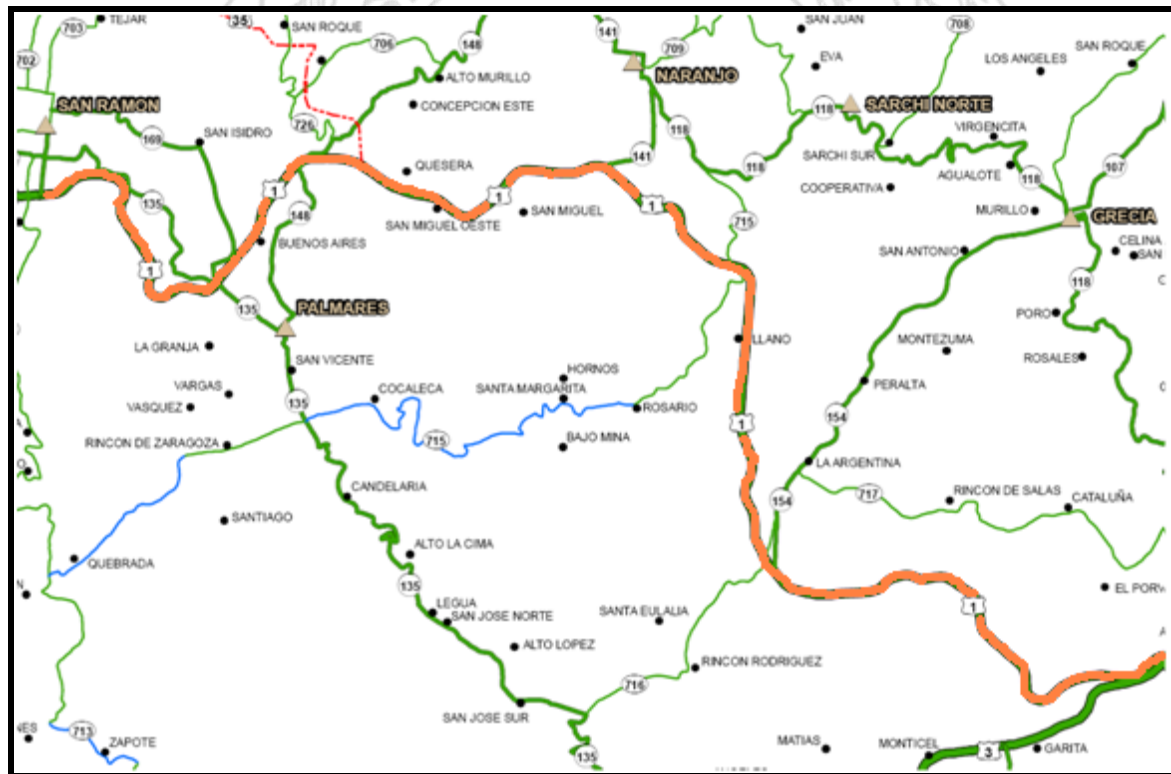 703
TEJAR
35
SAN ROQUE
706
148
141
709
SAN JUAN
708
702
EVA
LOS ANGELES
SAN ROQUE
ALTO MURILLO
NARANJO
SAN RAMON
CONCEPCION ESTE
118
SARCHI NORTE
169
SAN ISIDRO
726
118
VIRGENCITA
QUESERA
141
118
SARCHI SUR
AGUALOTE
118
107
135
1
148
1
SAN MIGUEL OESTE
SAN MIGUEL
1
COOPERATIVA
MURILLO
GRECIA
BUENOS AIRES
715
SAN ANTONIO
CELINA
SAN
1
118
135
PALMARES
PORO
LA GRANJA
LLANO
MONTEZUMA
ROSALES
SAN VICENTE
HORNOS
VARGAS
COCALECA
SANTA MARGARITA
PERALTA
VASQUEZ
135
ROSARIO
1
154
RINCON DE ZARAGOZA
715
BAJO MINA
LA ARGENTINA
CANDELARIA
154
717
RINCON DE SALAS
CATALUÑA
SANTIAGO
QUEBRADA
ALTO LA CIMA
135
EL PORV
LEGUA
SAN JOSE NORTE
SANTA EULALIA
1
ALTO LOPEZ
RINCON RODRIGUEZ
716
SAN JOSE SUR
713
NES
ZAPOTE
135
MATIAS
MONTICEL
3
GARITA